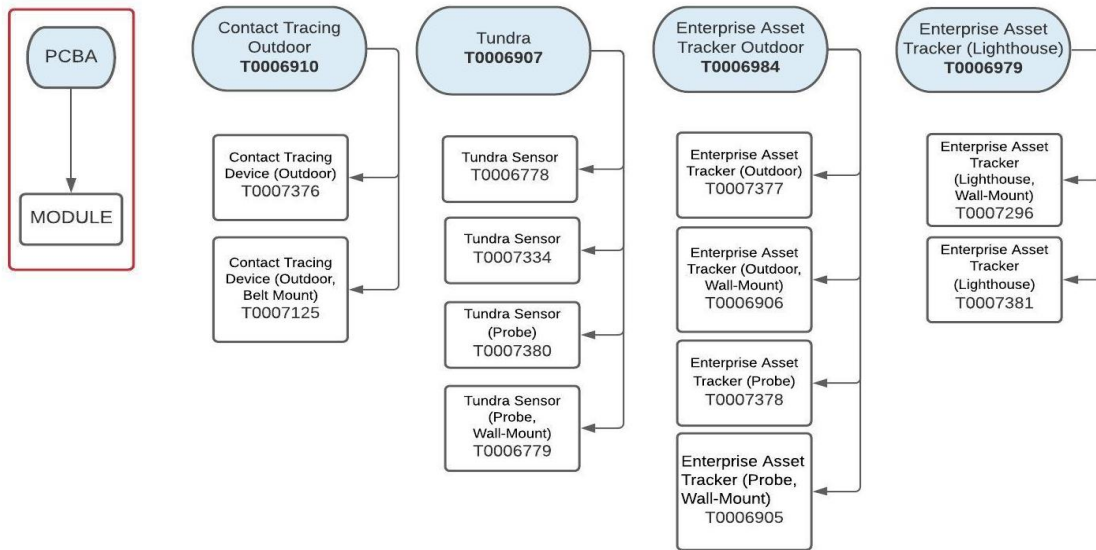 PCBA
MODULE
Contact Tracing
Outdoor
T0006910
Contact Tracing
Device (Outdoor)
T0007376
Contact Tracing
Device (Outdoor,
Belt Mount)
T0007125
Tundra
T0006907
Tundra Sensor
T0006778
Tundra Sensor
T0007334
Tundra Sensor
(Probe)
T0007380
Tundra Sensor
(Probe,
Wall-Mount)
T0006779
Enterprise Asset
Tracker Outdoor
T0006984
Enterprise Asset
Tracker (Outdoor)
T0007377
Enterprise Asset
Tracker (Outdoor,
Wall-Mount)
T0006906
Enterprise Asset
Tracker (Probe)
T0007378
Enterprise Asset
Tracker (Probe,
Wall-Mount)
T0006905
Enterprise Asset
Tracker (Lighthouse)
T0006979
Enterprise Asset
Tracker
(Lighthouse,
Wall-Mount)
T0007296
Enterprise Asset
Tracker
(Lighthouse)
T0007381